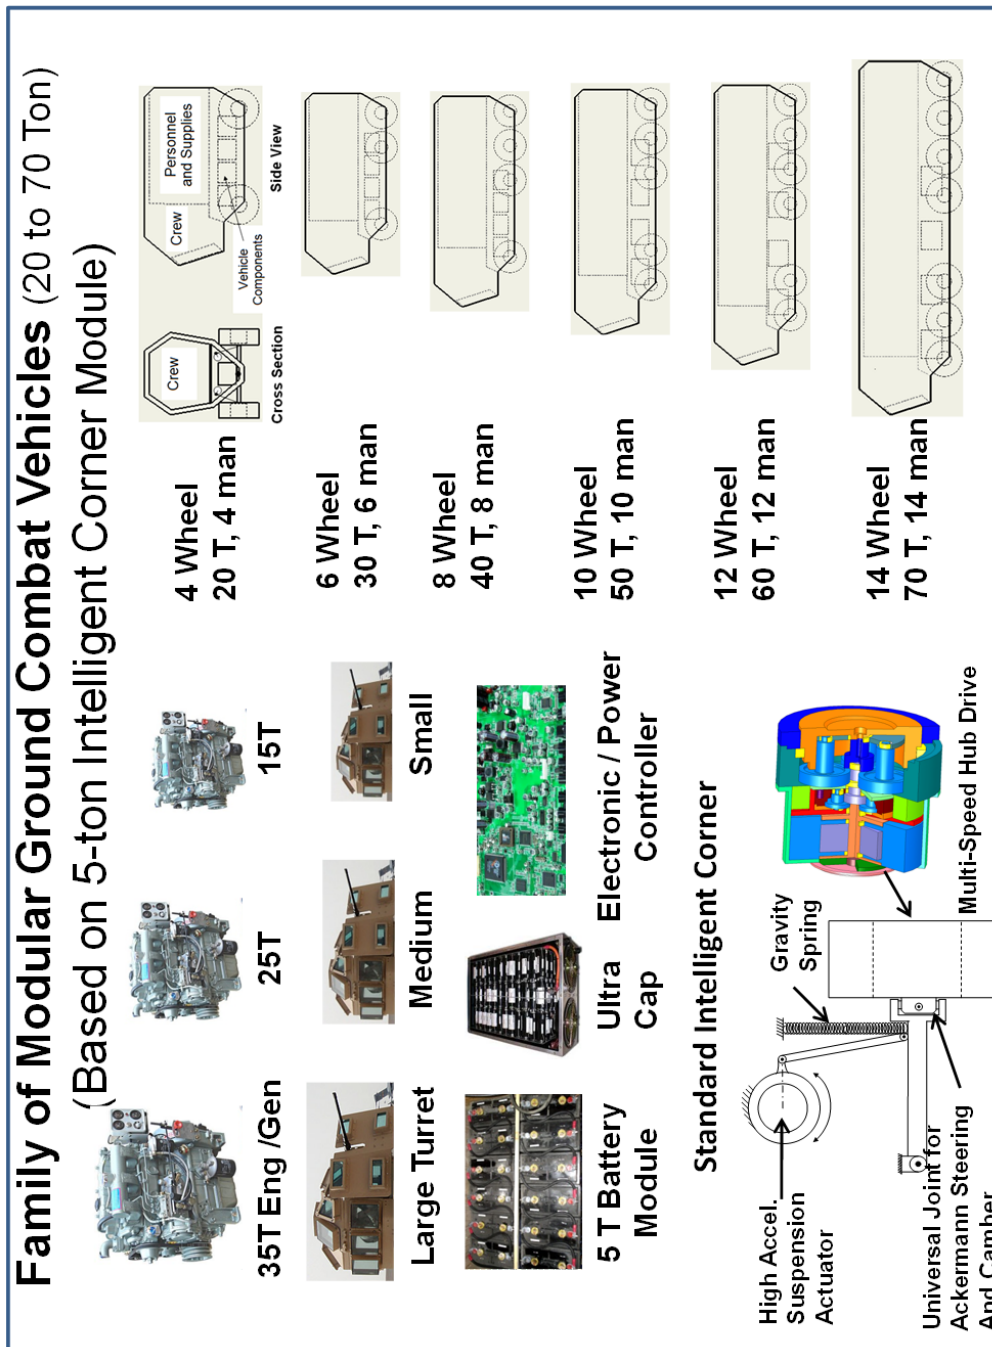 Family of Modular Ground Combat Vehicles (20 to 70 Ton)
(Based on 5-ton Intelligent Corner Module)
35T Eng /Gen
25T
15T
Large Turret
Medium
Small
5 T Battery
Module
Ultra
Cap
Electronic / Power
Controller
Standard Intelligent Corner
High Accel.
Suspension
Actuator
Gravity
Spring
Universal Joint for
Ackermann Steering
And Camber
Multi-Speed Hub Drive
4 Wheel
20 T, 4 man
Crew
Cross Section
Crew
Personnel
and Supplies
Vehicle
Components
Side View
6 Wheel
30 T, 6 man
8 Wheel
40 T, 8 man
10 Wheel
50 T, 10 man
12 Wheel
60 T, 12 man
14 Wheel
70 T, 14 man